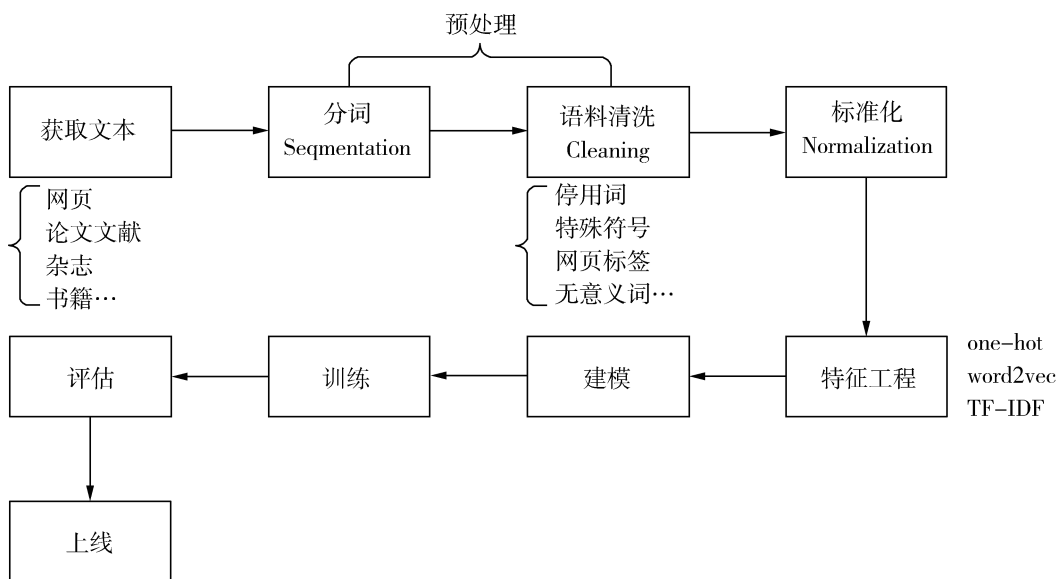 预处理
获取文本
分词
Seqmentation
语料清洗
Cleaning
标准化
Normalization
网页
论文文献
杂志
书籍…
停用词
特殊符号
网页标签
无意义词…
特征工程
one-hot
word2vec
TF-IDF
建模
训练
评估
上线